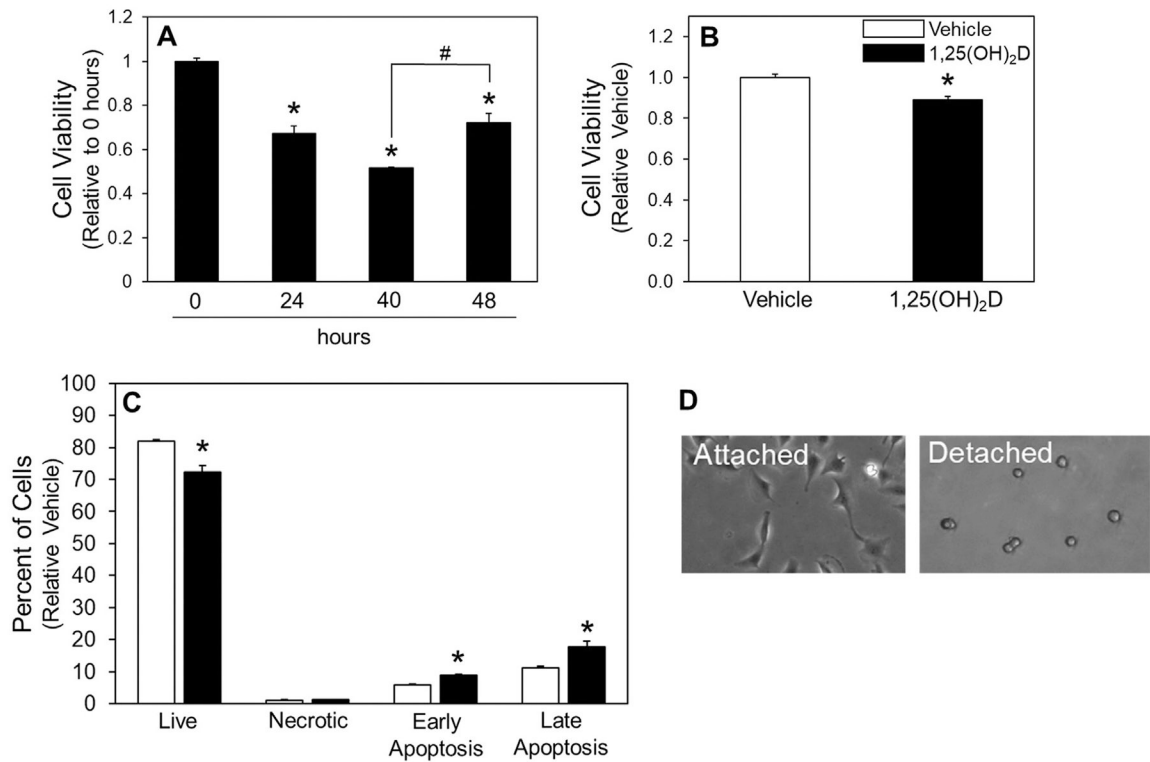 A
Cell Viability
(Relative to 0 hours)
1.2
1
0.8
0.6
0.4
0.2
0
*
*
#
*
0 24 40 48
hours
B
Vehicle
1,25(OH)₂D
Cell Viability
(Relative Vehicle)
1.2
1.0
0.8
0.6
0.4
0.2
0.0
*
Vehicle 1,25(OH)₂D
C
Percent of Cells
(Relative Vehicle)
100
90
80
70
60
50
40
30
20
10
0
*
*
*
Live Necrotic Early Apoptosis Late Apoptosis
D
Attached
Detached